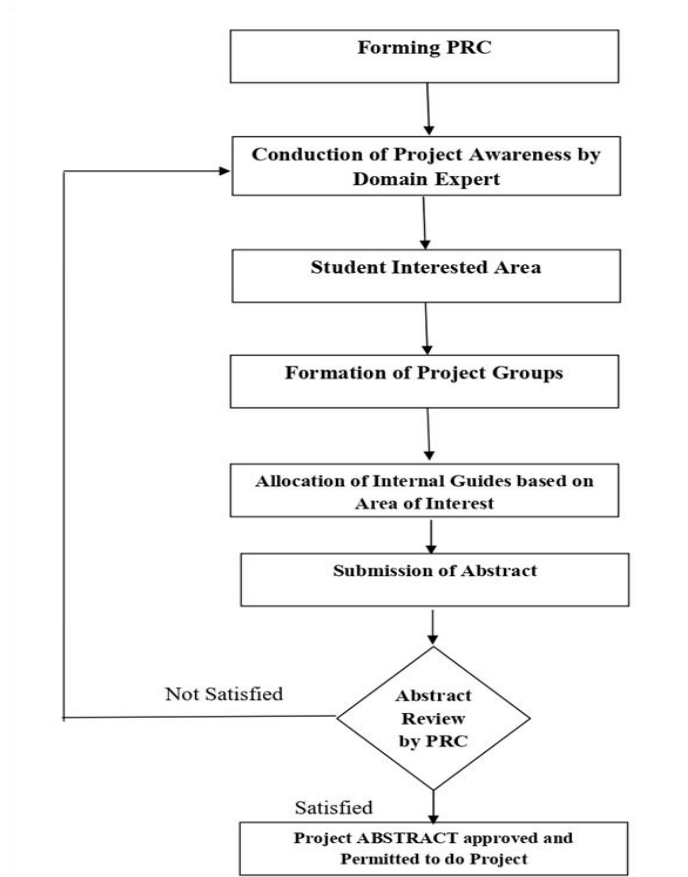 Forming PRC
Conduction of Project Awareness by
Domain Expert
Student Interested Area
Formation of Project Groups
Allocation of Internal Guides based on
Area of Interest
Submission of Abstract
Not Satisfied
Abstract
Review
by PRC
Satisfied
Project ABSTRACT approved and
Permitted to do Project